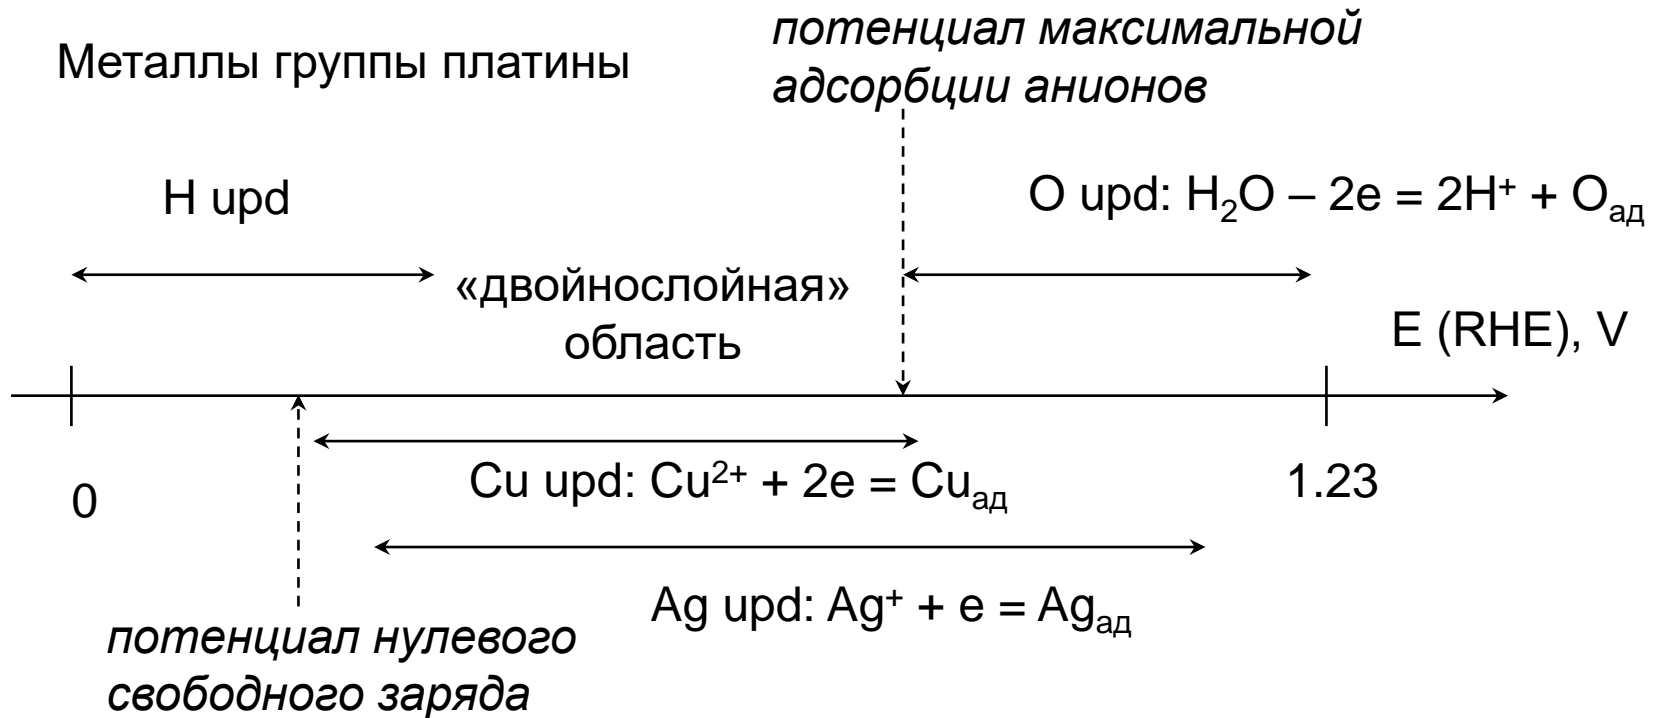 Металлы группы платины
потенциал максимальной
адсорбции анионов
H upd
O upd: H₂O – 2e = 2H⁺ + Oад
«двойнослойная»
область
E (RHE), V
0
Cu upd: Cu²⁺ + 2e = Cuад
1.23
Ag upd: Ag⁺ + e = Agад
потенциал нулевого
свободного заряда